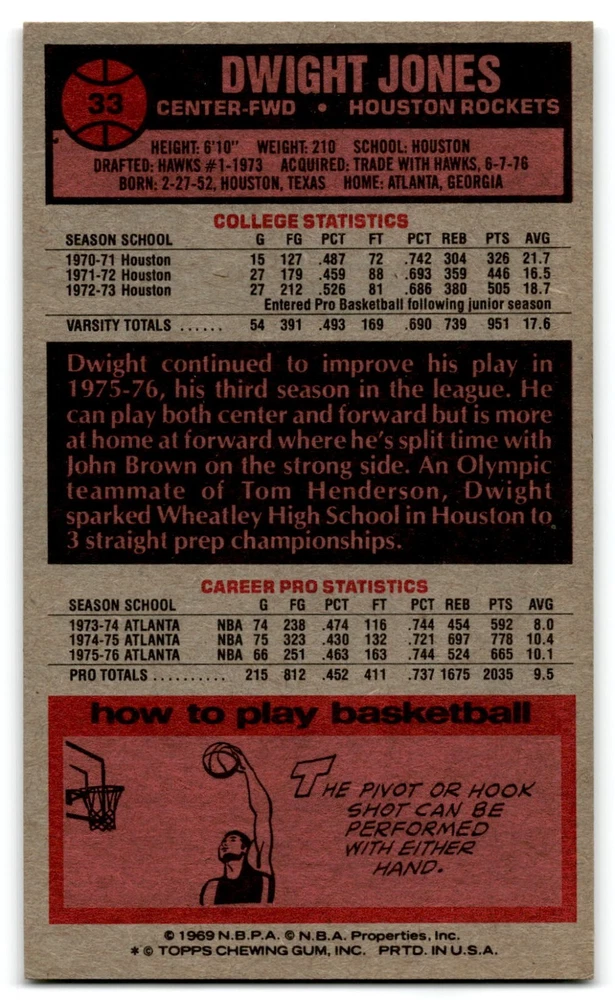 33
DWIGHT JONES
CENTER-FWD • HOUSTON ROCKETS
HEIGHT: 6'10" WEIGHT: 210 SCHOOL: HOUSTON
DRAFTED: HAWKS #1-1973 ACQUIRED: TRADE WITH HAWKS, 6-7-76
BORN: 2-27-52, HOUSTON, TEXAS HOME: ATLANTA, GEORGIA
COLLEGE STATISTICS
SEASON SCHOOL G FG PCT FT PCT REB PTS AVG
1970-71 Houston 15 127 .487 72 .742 304 326 21.7
1971-72 Houston 27 179 .459 88 .693 359 446 16.5
1972-73 Houston 27 212 .526 81 .686 380 505 18.7
Entered Pro Basketball following junior season
VARSITY TOTALS ...... 54 391 .493 169 .690 739 951 17.6
Dwight continued to improve his play in
1975-76, his third season in the league. He
can play both center and forward but is more
at home at forward where he's split time with
John Brown on the strong side. An Olympic
teammate of Tom Henderson, Dwight
sparked Wheatley High School in Houston to
3 straight prep championships.
CAREER PRO STATISTICS
SEASON SCHOOL G FG PCT FT PCT REB PTS AVG
1973-74 ATLANTA NBA 74 238 .474 116 .744 454 592 8.0
1974-75 ATLANTA NBA 75 323 .430 132 .721 697 778 10.4
1975-76 ATLANTA NBA 66 251 .463 163 .744 524 665 10.1
PRO TOTALS .......... 215 812 .452 411 .737 1675 2035 9.5
how to play basketball
THE PIVOT OR HOOK
SHOT CAN BE
PERFORMED
WITH EITHER
HAND.
© 1969 N.B.P.A. © N.B.A. Properties, Inc.
* © TOPPS CHEWING GUM, INC. PRTD. IN U.S.A.